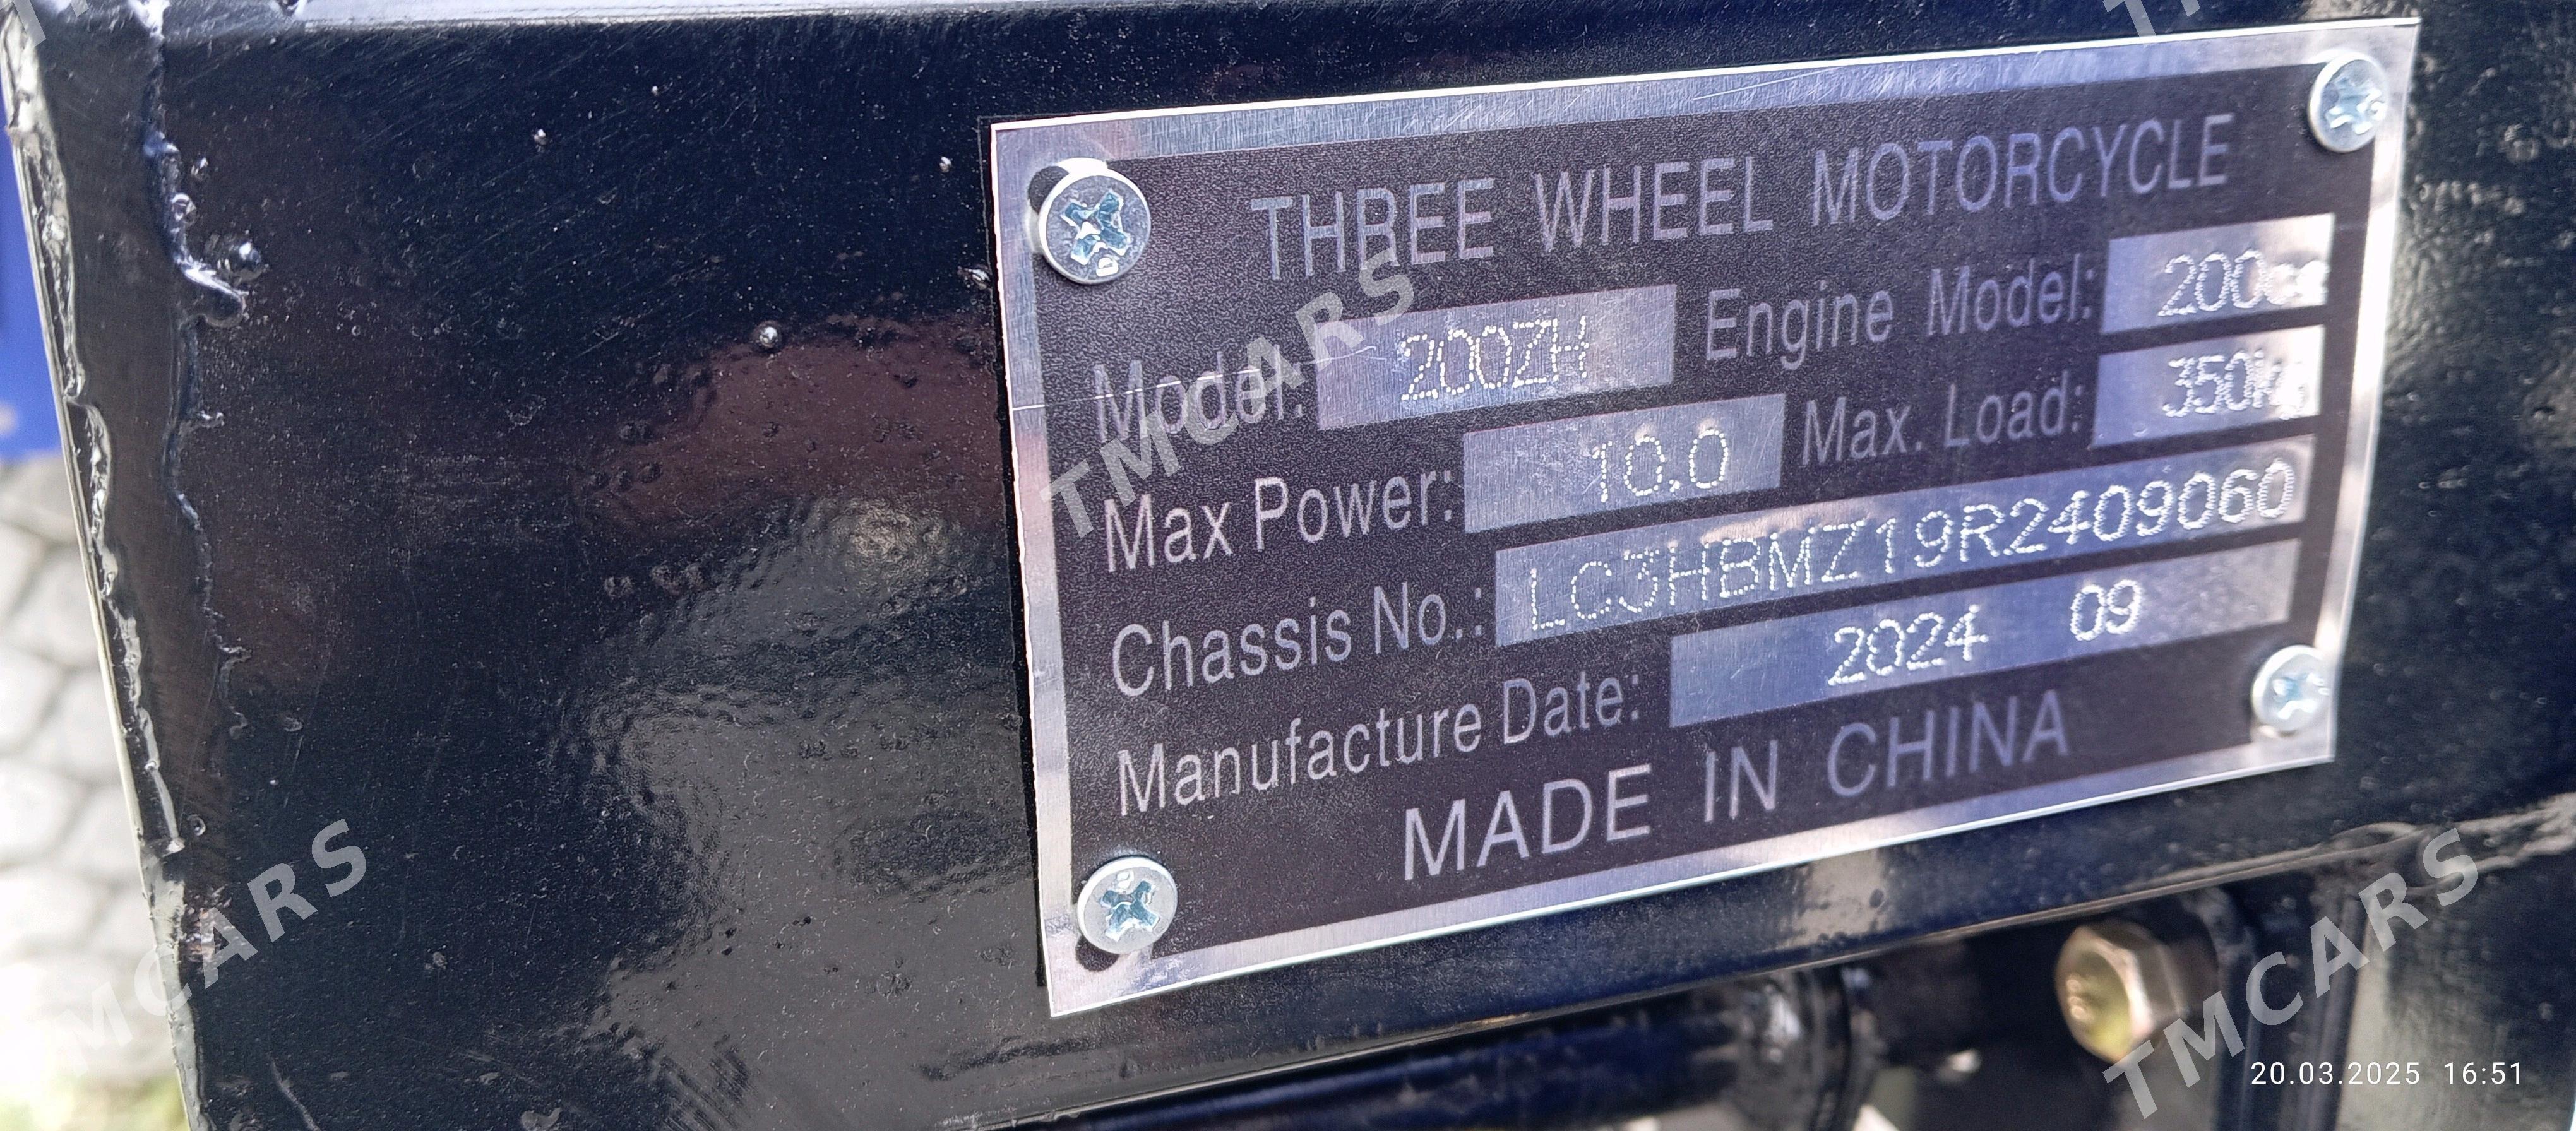 THREE WHEEL MOTORCYCLE
Model: 200ZH Engine Model: 200cc
Max Power: 10.0 Max. Load: 350Kg
Chassis No.: LC3HBMZ19R2409060
Manufacture Date: 2024 09
MADE IN CHINA
TMCARS
TMCARS
TMCARS
20.03.2025 16:51